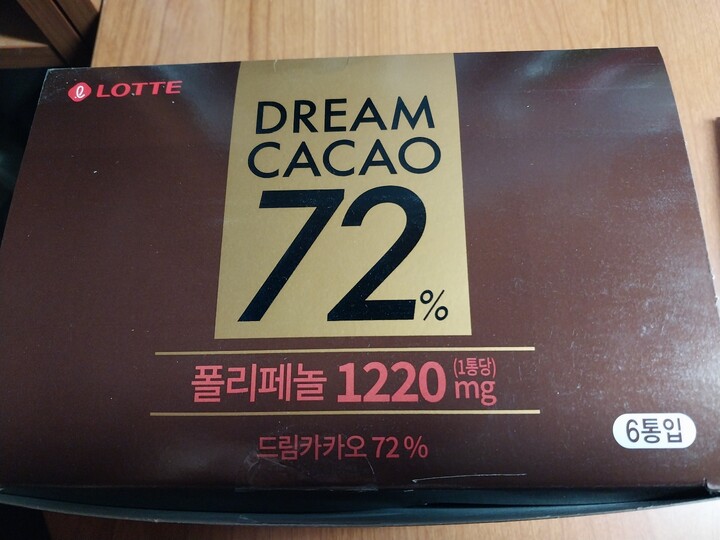 LOTTE
DREAM
CACAO
72%
폴리페놀 1220 (1통당) mg
6통입
드림카카오 72%